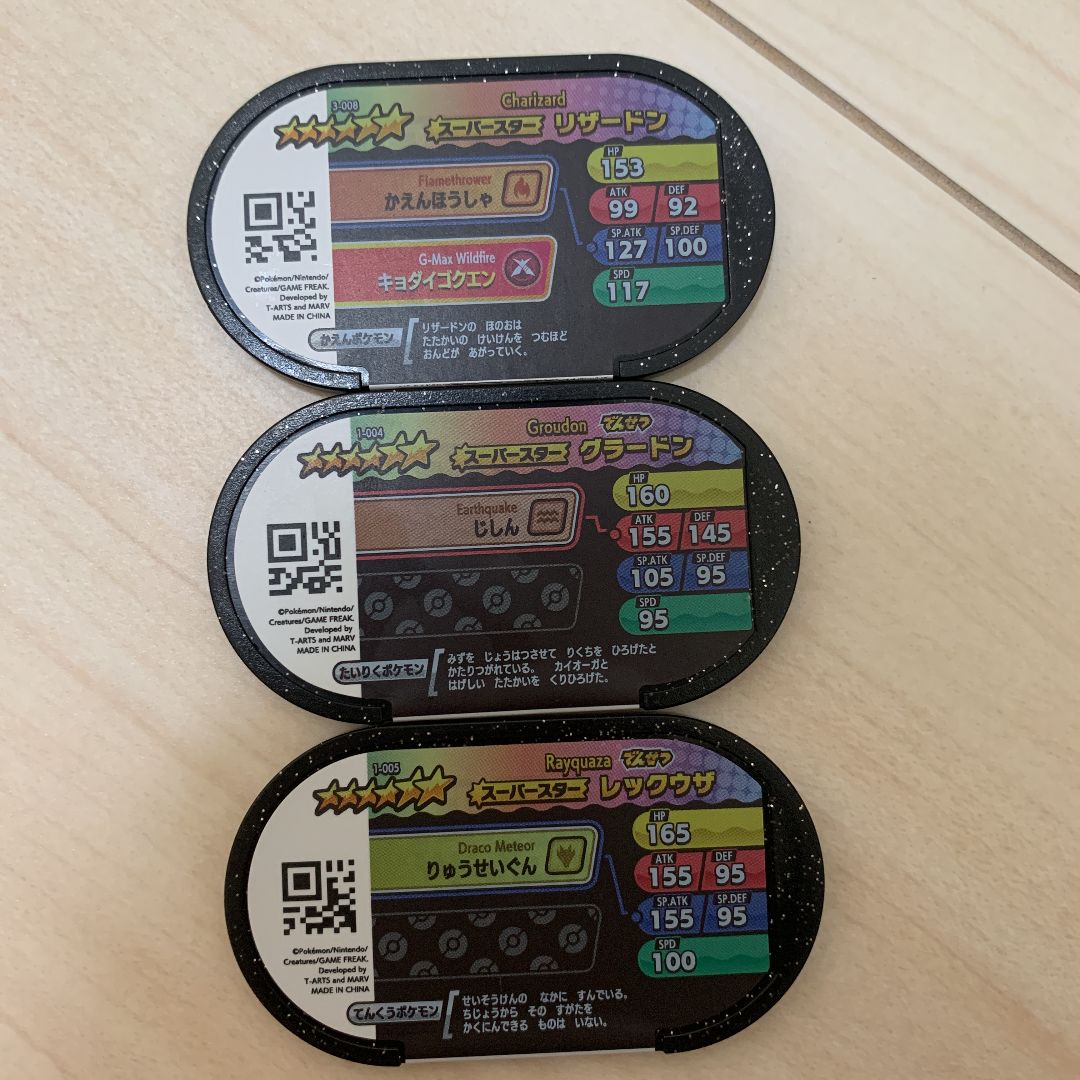 3-008
Charizard
スーパースター リザードン
HP
153
Flamethrower
かえんほうしゃ
ATK DEF
99 92
SP.ATK SP.DEF
127 100
G-Max Wildfire
キョダイゴクエン
SPD
117
©Pokémon/Nintendo/
Creatures/GAME FREAK.
Developed by
T-ARTS and MARV
MADE IN CHINA
かえんポケモン
リザードンの ほのおは
たたかいの けいけんを つむほど
おんどが あがっていく。
1-004
Groudon でんせつ
スーパースター グラードン
HP
160
Earthquake
じしん
ATK DEF
155 145
SP.ATK SP.DEF
105 95
SPD
95
©Pokémon/Nintendo/
Creatures/GAME FREAK.
Developed by
T-ARTS and MARV
MADE IN CHINA
たいりくポケモン
みずを じょうはつさせて りくちを ひろげたと
かたりつがれている。 カイオーガと
はげしい たたかいを くりひろげた。
1-005
Rayquaza でんせつ
スーパースター レックウザ
HP
165
Draco Meteor
りゅうせいぐん
ATK DEF
155 95
SP.ATK SP.DEF
155 95
SPD
100
©Pokémon/Nintendo/
Creatures/GAME FREAK.
Developed by
T-ARTS and MARV
MADE IN CHINA
てんくうポケモン
せいそうけんの なかに すんでいる。
ちじょうから その すがたを
かくにんできる ものは いない。